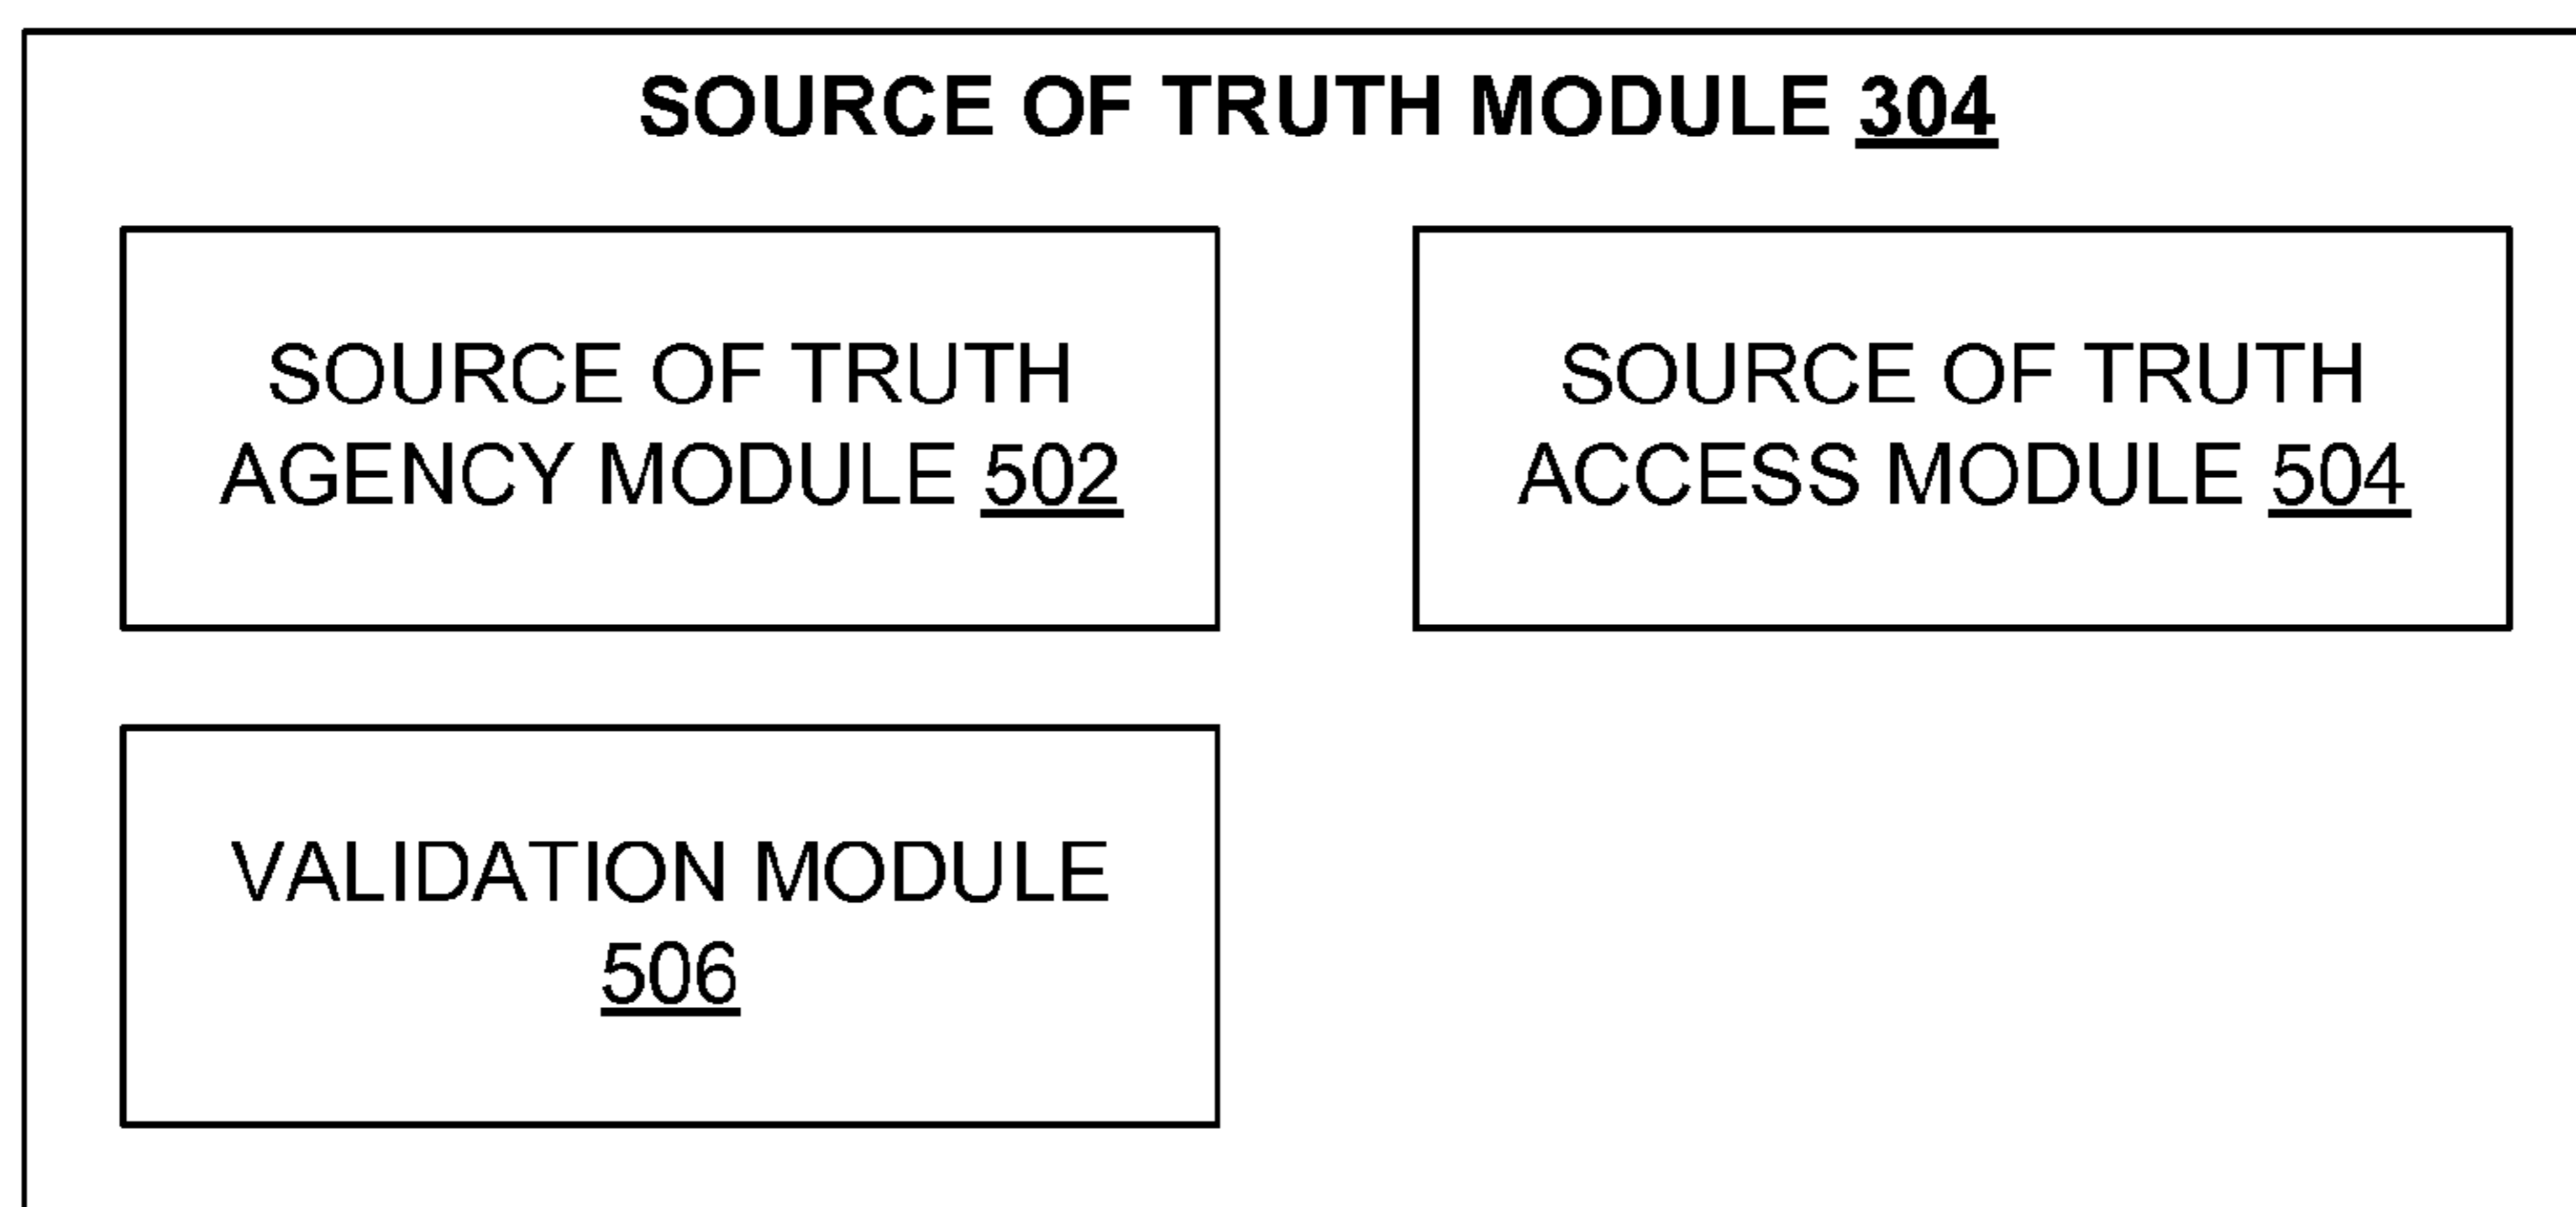 SOURCE OF TRUTH MODULE 304
SOURCE OF TRUTH
AGENCY MODULE 502
SOURCE OF TRUTH
ACCESS MODULE 504
VALIDATION MODULE
506